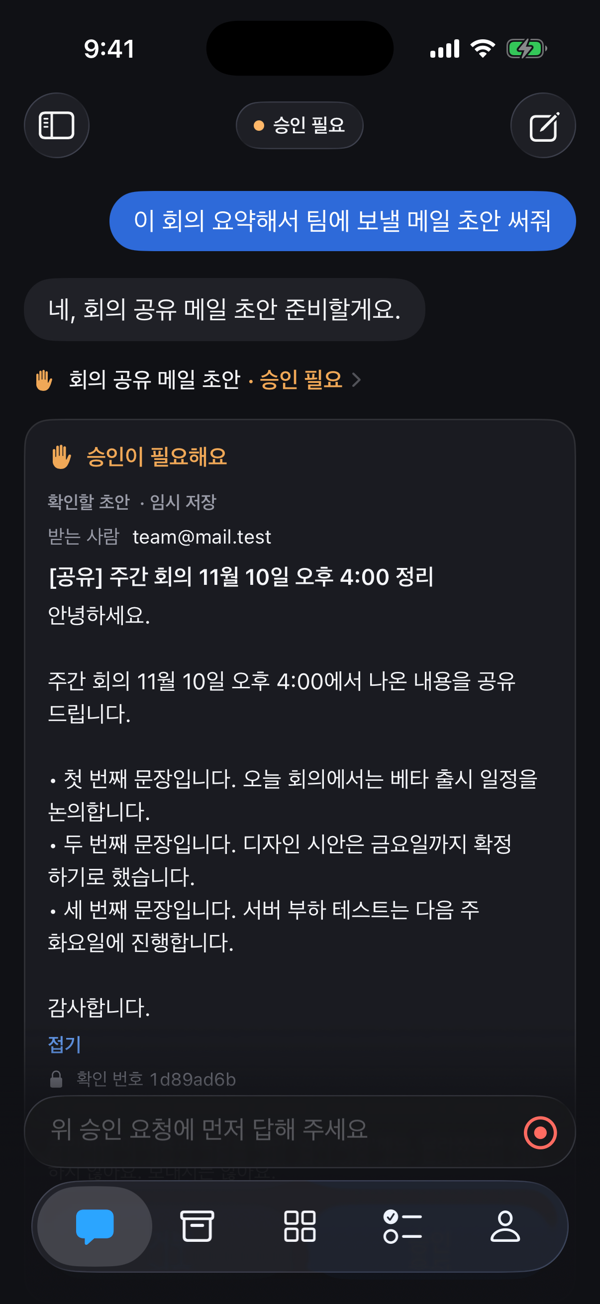 9:41
승인 필요
이 회의 요약해서 팀에 보낼 메일 초안 써줘
네, 회의 공유 메일 초안 준비할게요.
회의 공유 메일 초안 · 승인 필요
승인이 필요해요
확인할 초안 · 임시 저장
받는 사람 team@mail.test
[공유] 주간 회의 11월 10일 오후 4:00 정리
안녕하세요.
주간 회의 11월 10일 오후 4:00에서 나온 내용을 공유
드립니다.
• 첫 번째 문장입니다. 오늘 회의에서는 베타 출시 일정을
논의합니다.
• 두 번째 문장입니다. 디자인 시안은 금요일까지 확정
하기로 했습니다.
• 세 번째 문장입니다. 서버 부하 테스트는 다음 주
화요일에 진행합니다.
감사합니다.
접기
확인 번호 1d89ad6b
위 승인 요청에 먼저 답해 주세요